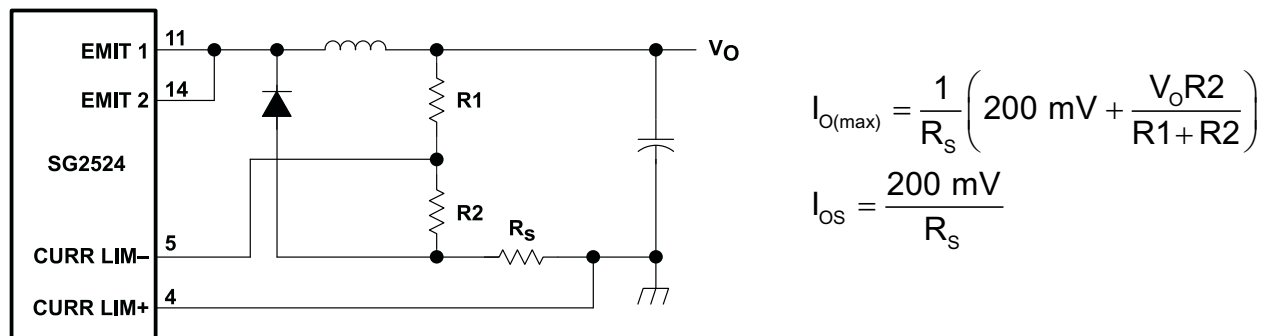 EMIT 1
11
EMIT 2
14
SG2524
CURR LIM–
5
CURR LIM+
4
R1
R2
RS
VO
IO(max) = 1/RS (200 mV + VOR2/R1+R2)
IOS = 200 mV/RS